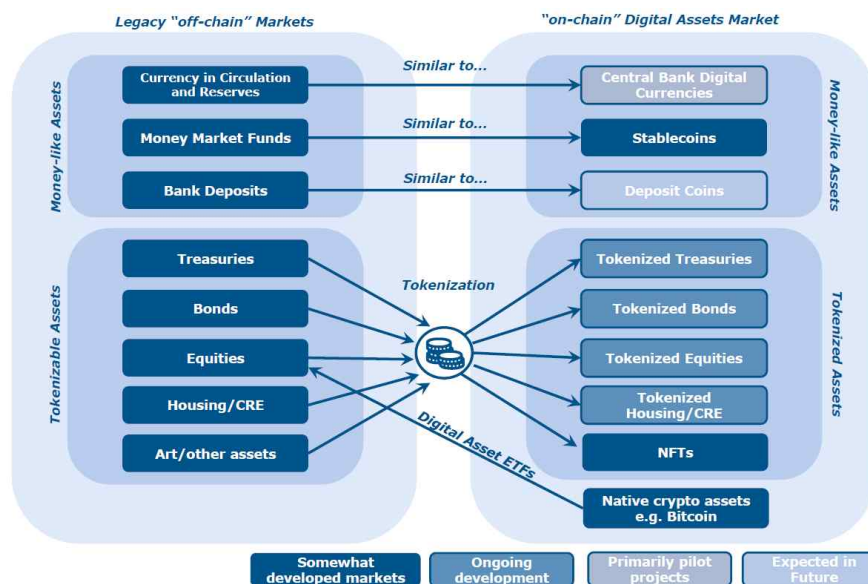 Legacy “off-chain” Markets
“on-chain” Digital Assets Market
Money-like Assets
Currency in Circulation
and Reserves
Similar to...
Central Bank Digital
Currencies
Money Market Funds
Similar to...
Stablecoins
Bank Deposits
Similar to...
Deposit Coins
Money-like Assets
Tokenizable Assets
Treasuries
Bonds
Equities
Housing/CRE
Art/other assets
Tokenization
Digital Asset ETFs
Tokenized Treasuries
Tokenized Bonds
Tokenized Equities
Tokenized
Housing/CRE
NFTs
Tokenized Assets
Native crypto assets
e.g. Bitcoin
Somewhat
developed markets
Ongoing
development
Primarily pilot
projects
Expected in
Future